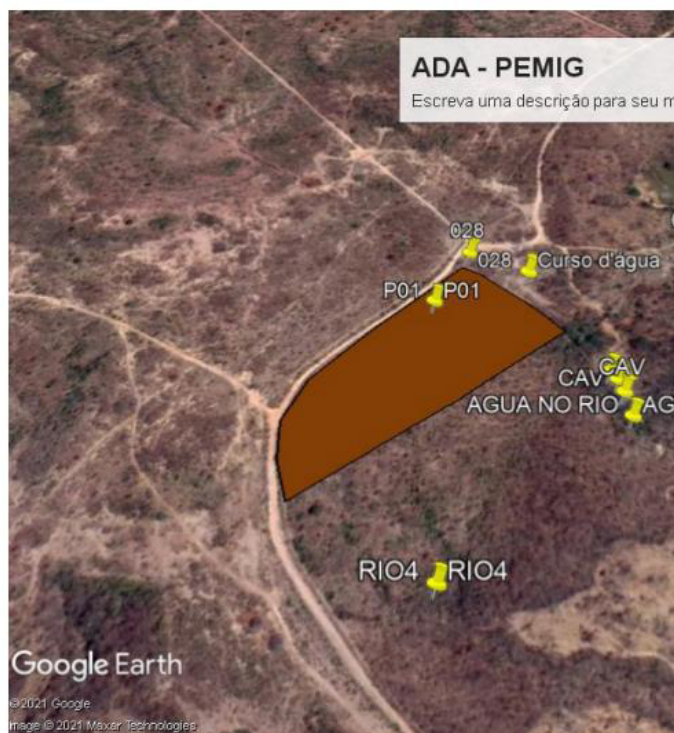 ADA - PEMIG
Escreva uma descrição para seu m
028
028
Curso d'água
P01
P01
CAV
CAV
AGUA NO RIO
AG
RIO4
RIO4
Google Earth
©2021 Google
Image © 2021 Maxar Technologies